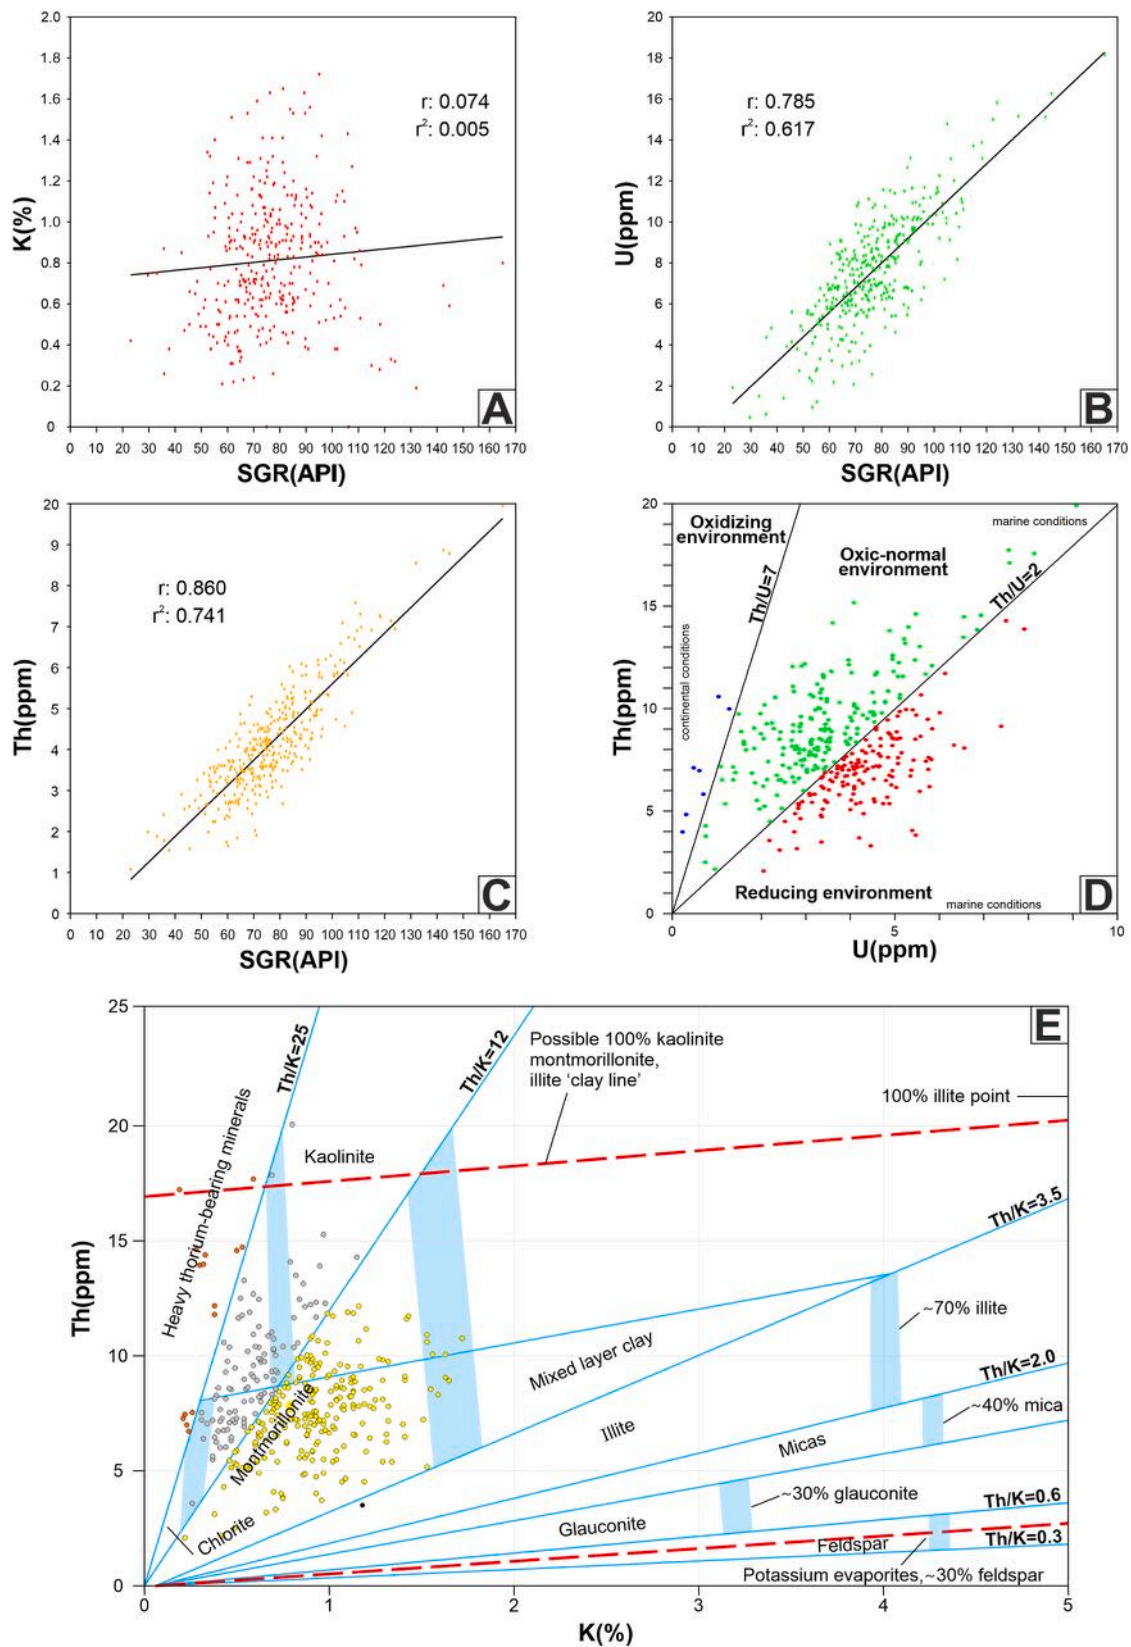 2.0
1.8
1.6
1.4
1.2
1.0
0.8
0.6
0.4
0.2
0
K(%)
r: 0.074
r²: 0.005
A
0 10 20 30 40 50 60 70 80 90 100 110 120 130 140 150 160 170
SGR(API)
20
18
16
14
12
10
8
6
4
2
0
U(ppm)
r: 0.785
r²: 0.617
B
0 10 20 30 40 50 60 70 80 90 100 110 120 130 140 150 160 170
SGR(API)
20
9
8
7
6
5
4
3
2
1
0
Th(ppm)
r: 0.860
r²: 0.741
C
0 10 20 30 40 50 60 70 80 90 100 110 120 130 140 150 160 170
SGR(API)
20
15
10
5
0
Th(ppm)
Oxidizing
environment
continental conditions
Th/U=7
Oxic-normal
environment
marine conditions
Th/U=2
Reducing environment
marine conditions
D
0 5 10
U(ppm)
25
20
15
10
5
0
Th(ppm)
E
Heavy thorium-bearing minerals
Th/K=25
Th/K=12
Possible 100% kaolinite
montmorillonite,
illite ‘clay line’
100% illite point
Kaolinite
Th/K=3.5
~70% illite
Mixed layer clay
Th/K=2.0
Montmorillonite
Illite
~40% mica
Micas
~30% glauconite
Th/K=0.6
Chlorite
Glauconite
Feldspar
Th/K=0.3
Potassium evaporites,~30% feldspar
0 1 2 3 4 5
K(%)